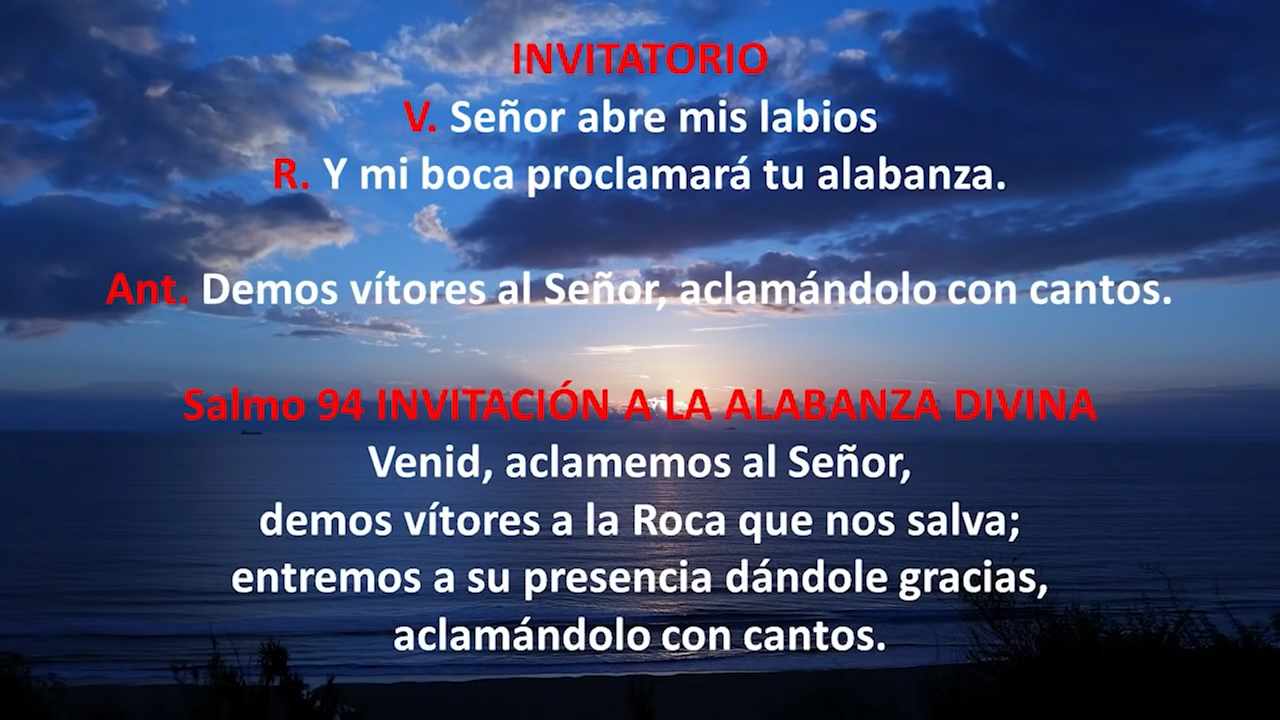 INVITATORIO
V. Señor abre mis labios
R. Y mi boca proclamará tu alabanza.
Ant. Demos vítores al Señor, aclamándolo con cantos.
Salmo 94 INVITACIÓN A LA ALABANZA DIVINA
Venid, aclamemos al Señor,
demos vítores a la Roca que nos salva;
entremos a su presencia dándole gracias,
aclamándolo con cantos.